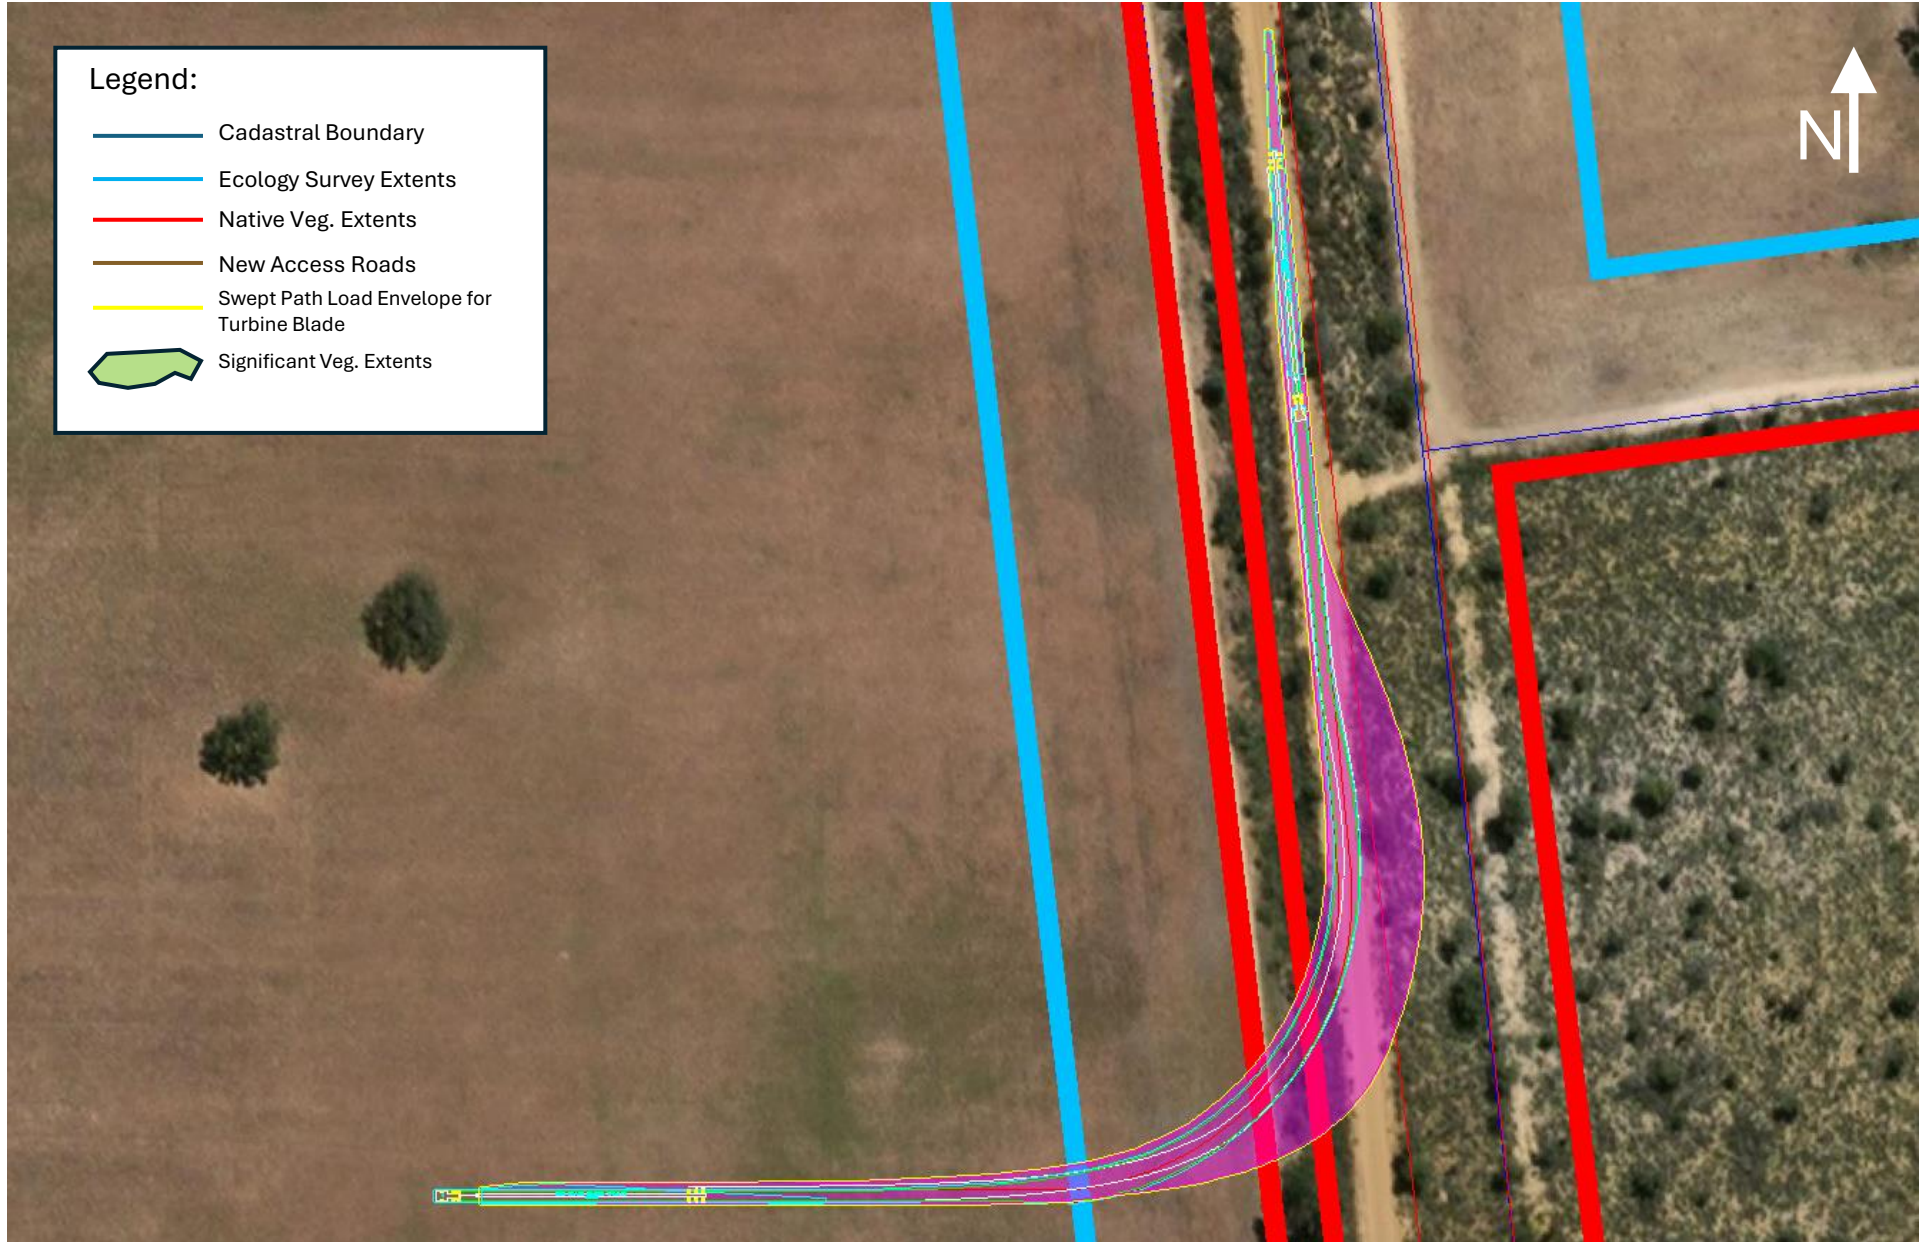 Legend:
Cadastral Boundary
Ecology Survey Extents
Native Veg. Extents
New Access Roads
Swept Path Load Envelope for
Turbine Blade
Significant Veg. Extents
N